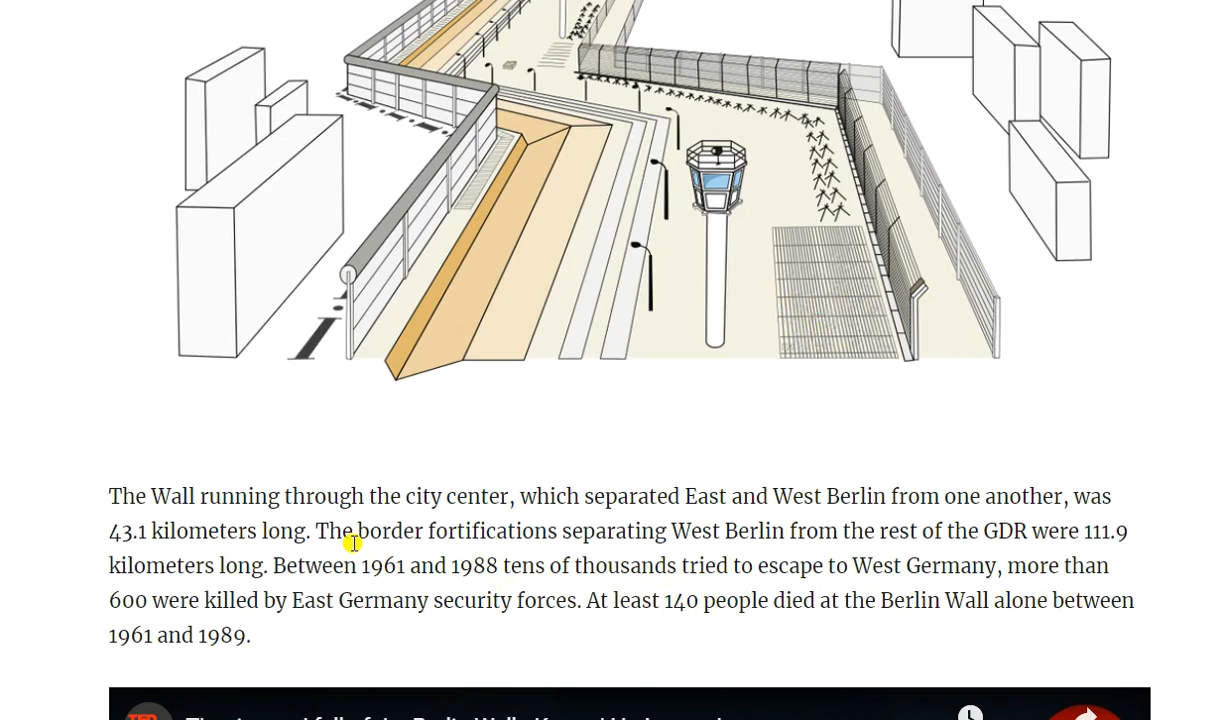 The Wall running through the city center, which separated East and West Berlin from one another, was
43.1 kilometers long. The border fortifications separating West Berlin from the rest of the GDR were 111.9
kilometers long. Between 1961 and 1988 tens of thousands tried to escape to West Germany, more than
600 were killed by East Germany security forces. At least 140 people died at the Berlin Wall alone between
1961 and 1989.